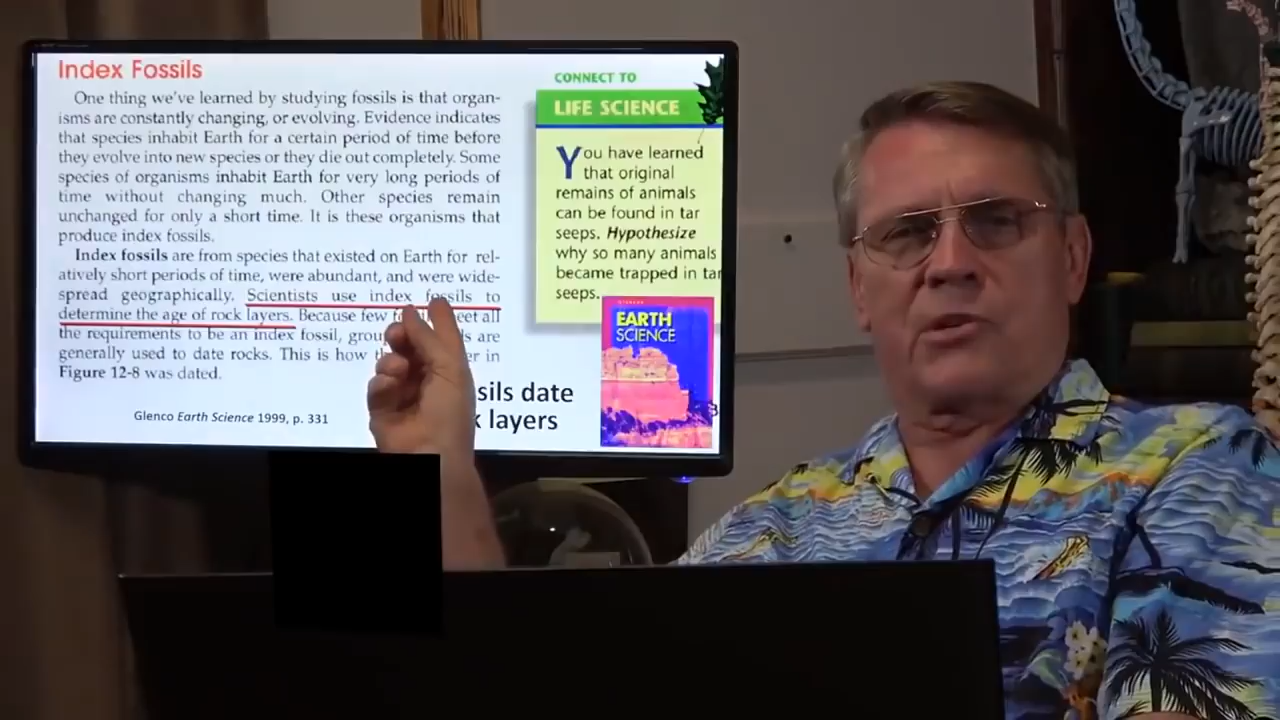 Index Fossils
One thing we've learned by studying fossils is that organ-
isms are constantly changing, or evolving. Evidence indicates
that species inhabit Earth for a certain period of time before
they evolve into new species or they die out completely. Some
species of organisms inhabit Earth for very long periods of
time without changing much. Other species remain
unchanged for only a short time. It is these organisms that
produce index fossils.
Index fossils are from species that existed on Earth for rel-
atively short periods of time, were abundant, and were wide-
spread geographically. Scientists use index fossils to
determine the age of rock layers. Because few all
the requirements to be an index fossil, are
generally used to date rocks. This is how in
Figure 12-8 was dated.
Glenco Earth Science 1999, p. 331
date
layers
CONNECT TO
LIFE SCIENCE
You have learned
that original
remains of animals
can be found in tar
seeps. Hypothesize
why so many animals
became trapped in tar
seeps.
EARTH
SCIENCE